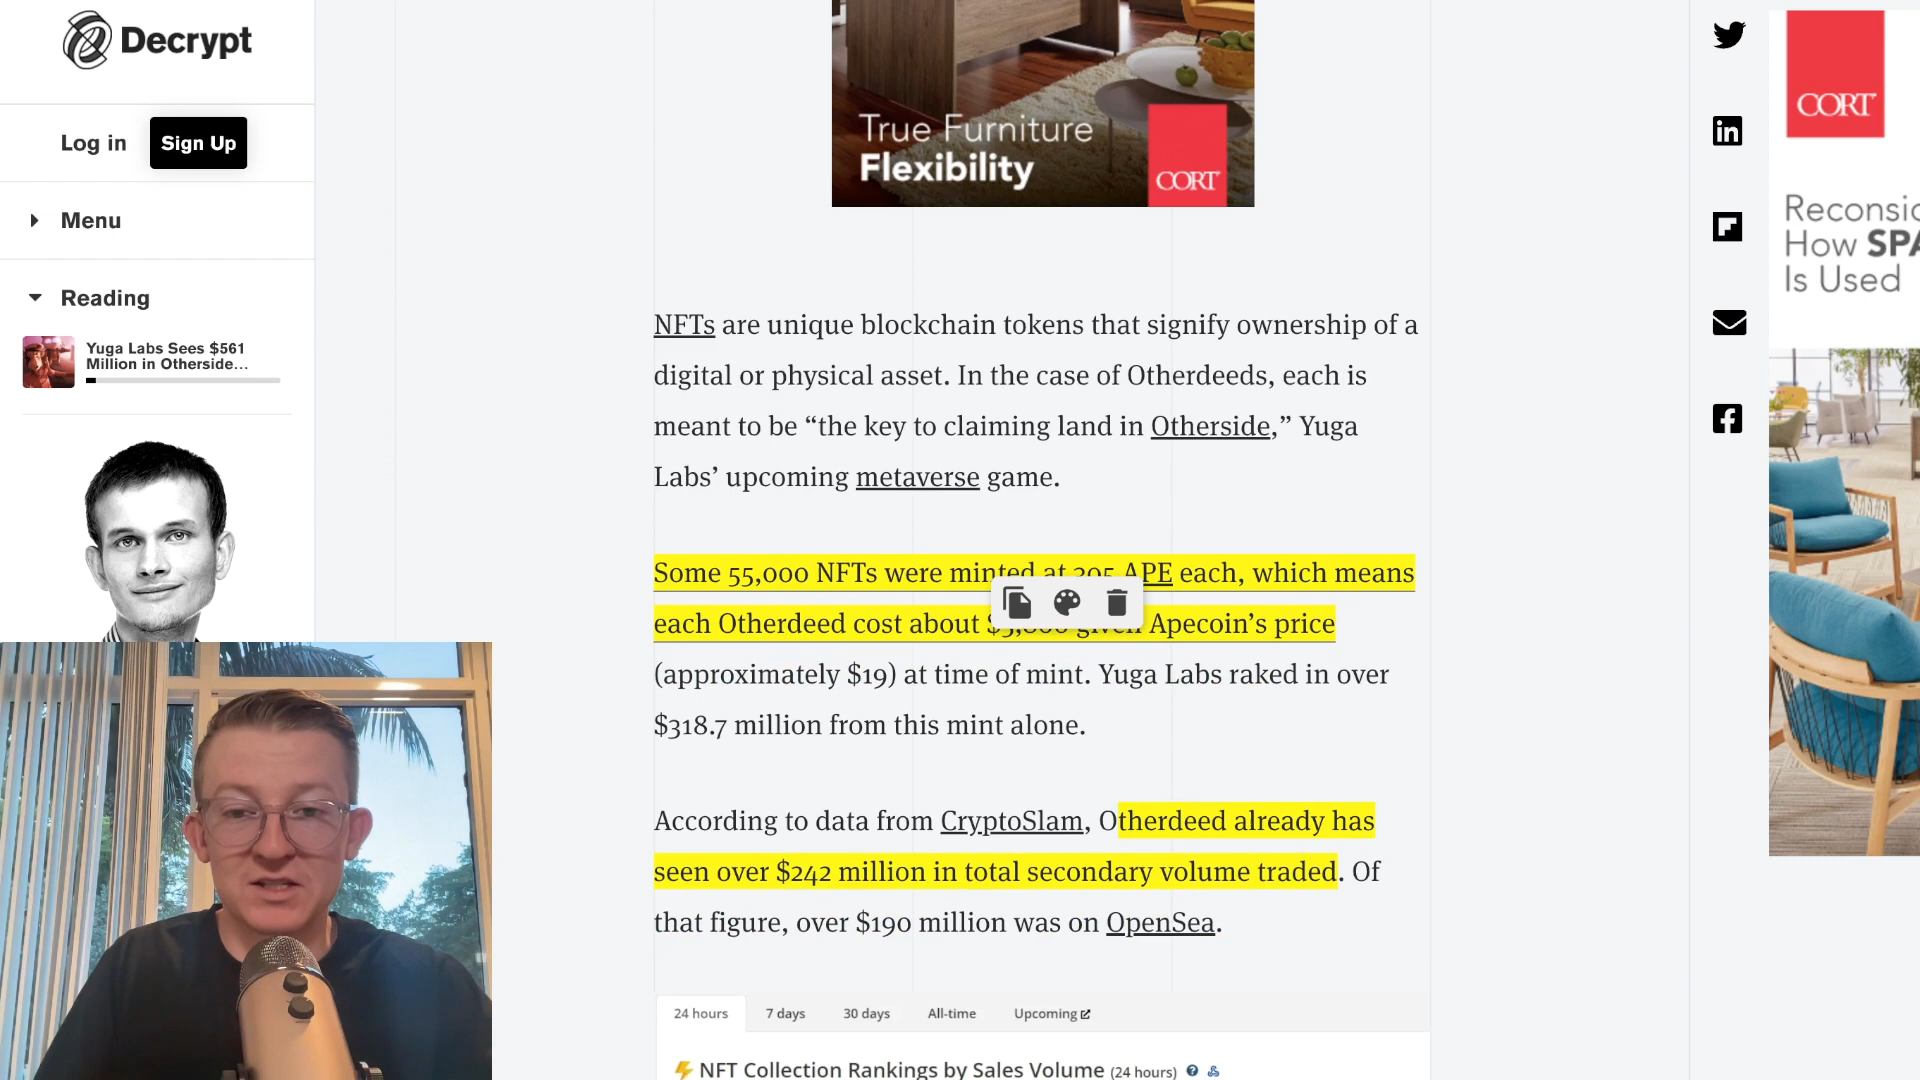 Decrypt
Log in
Sign Up
Menu
Reading
Yuga Labs Sees $561
Million in Otherside…
True Furniture
Flexibility
CORT
NFTs are unique blockchain tokens that signify ownership of a
digital or physical asset. In the case of Otherdeeds, each is
meant to be “the key to claiming land in Otherside,” Yuga
Labs’ upcoming metaverse game.
Some 55,000 NFTs were minted at 305 APE each, which means
each Otherdeed cost about given Apecoin’s price
(approximately $19) at time of mint. Yuga Labs raked in over
$318.7 million from this mint alone.
According to data from CryptoSlam, Otherdeed already has
seen over $242 million in total secondary volume traded. Of
that figure, over $190 million was on OpenSea.
24 hours
7 days
30 days
All-time
Upcoming
NFT Collection Rankings by Sales Volume (24 hours)
CORT
How
Is Used